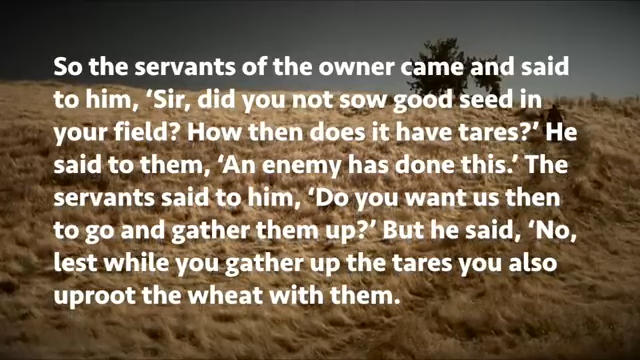 So the servants of the owner came and said
to him, ‘Sir, did you not sow good seed in
your field? How then does it have tares?’ He
said to them, ‘An enemy has done this.’ The
servants said to him, ‘Do you want us then
to go and gather them up?’ But he said, ‘No,
lest while you gather up the tares you also
uproot the wheat with them.